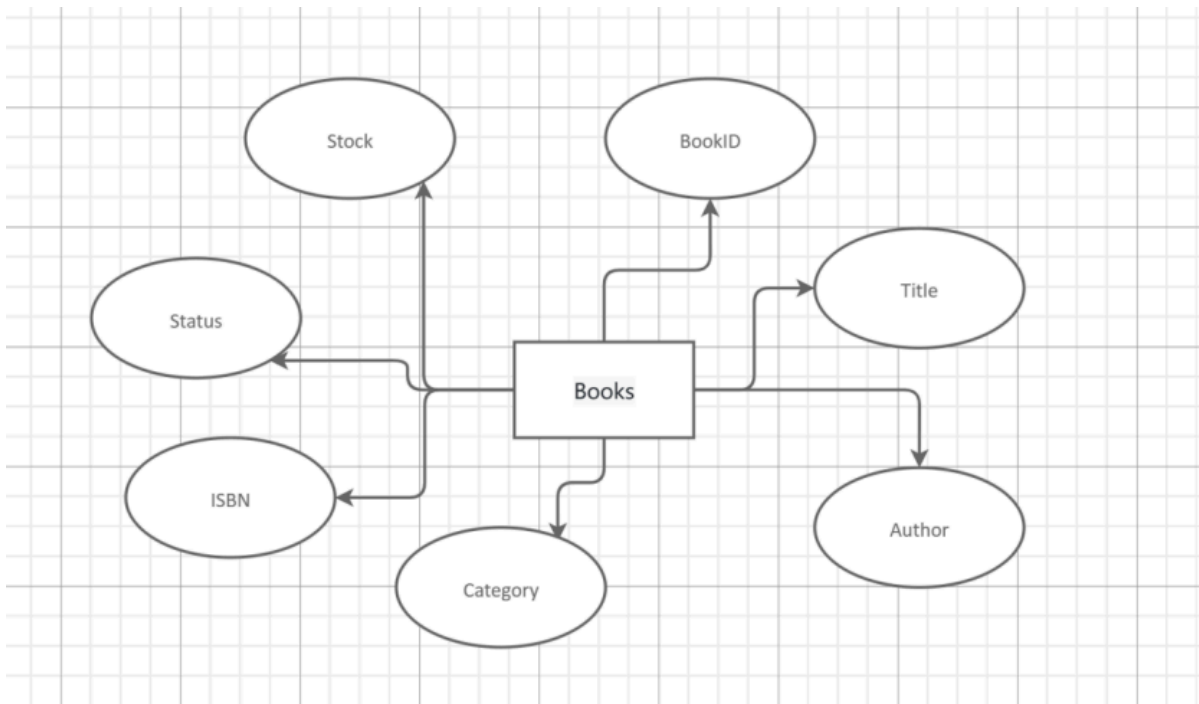 Stock
BookID
Title
Status
Books
ISBN
Author
Category